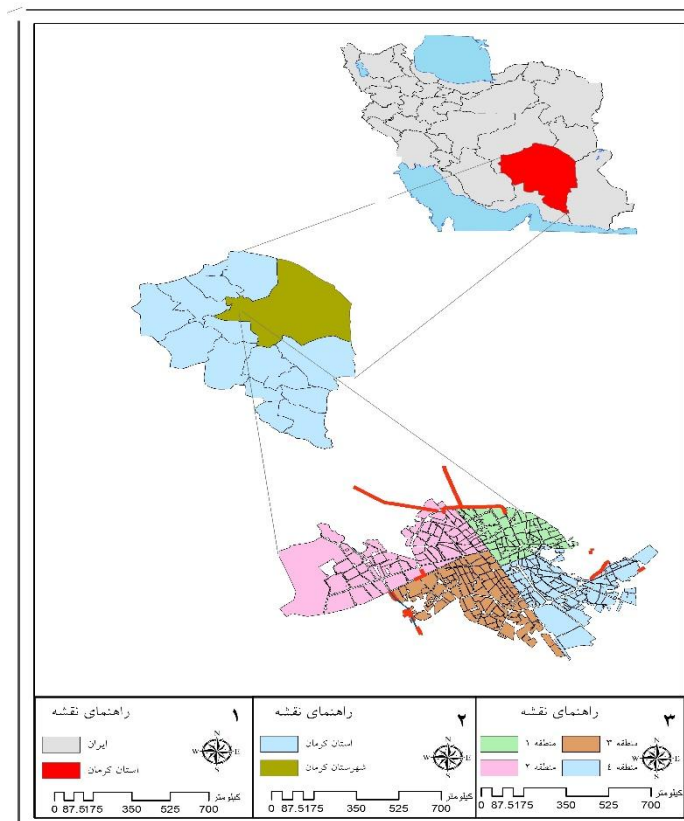 ۱
راهنمای نقشه
ایران
استان کرمان
W E
کیلومتر
0 87.5175 350 525 700
۲
راهنمای نقشه
استان کرمان
شهرستان کرمان
W E
کیلومتر
0 87.5175 350 525 700
۳
راهنمای نقشه
منطقه ۱ منطقه ۳
منطقه ۲ منطقه ٤
W E
کیلومتر
0 87.5175 350 525 700